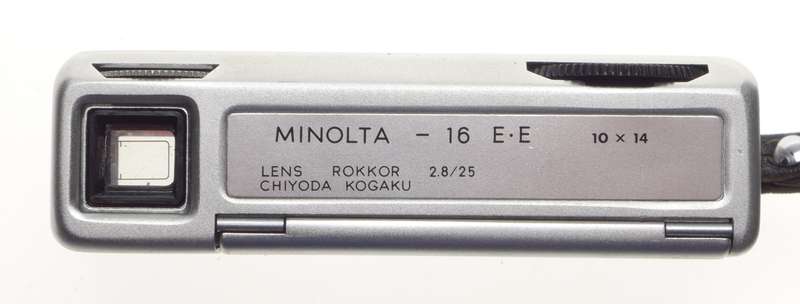 MINOLTA - 16 E·E 10 × 14
LENS ROKKOR 2.8/25
CHIYODA KOGAKU